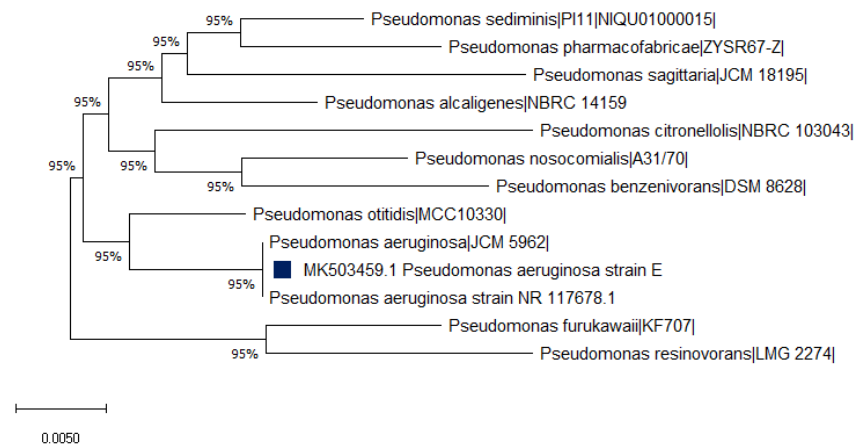 Pseudomonas sediminis|PI11|NIQU01000015|
95%
95%
Pseudomonas pharmacofabricae|ZYSR67-Z|
95%
Pseudomonas sagittaria|JCM 18195|
95%
Pseudomonas alcaligenes|NBRC 14159
Pseudomonas citronellolis|NBRC 103043|
95%
95%
Pseudomonas nosocomialis|A31/70|
95%
Pseudomonas benzenivorans|DSM 8628|
Pseudomonas otitidis|MCC10330|
95%
Pseudomonas aeruginosa|JCM 5962|
MK503459.1 Pseudomonas aeruginosa strain E
95%
Pseudomonas aeruginosa strain NR 117678.1
Pseudomonas furukawaii|KF707|
95%
Pseudomonas resinovorans|LMG 2274|
0.0050